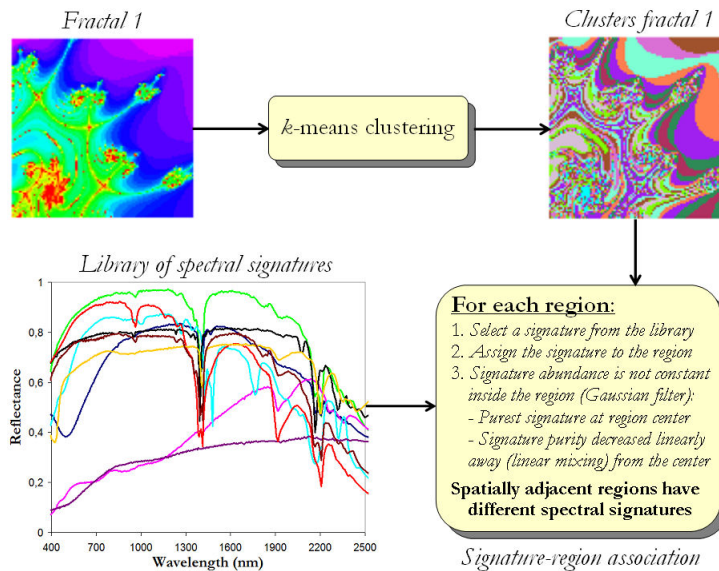 Fractal 1
Clusters fractal 1
k-means clustering
Library of spectral signatures
1
0,8
0,6
0,4
0,2
0
Reflectance
400 700 1000 1300 1600 1900 2200 2500
Wavelength (nm)
For each region:
1. Select a signature from the library
2. Assign the signature to the region
3. Signature abundance is not constant
inside the region (Gaussian filter):
- Purest signature at region center
- Signature purity decreased linearly
away (linear mixing) from the center
Spatially adjacent regions have
different spectral signatures
Signature-region association